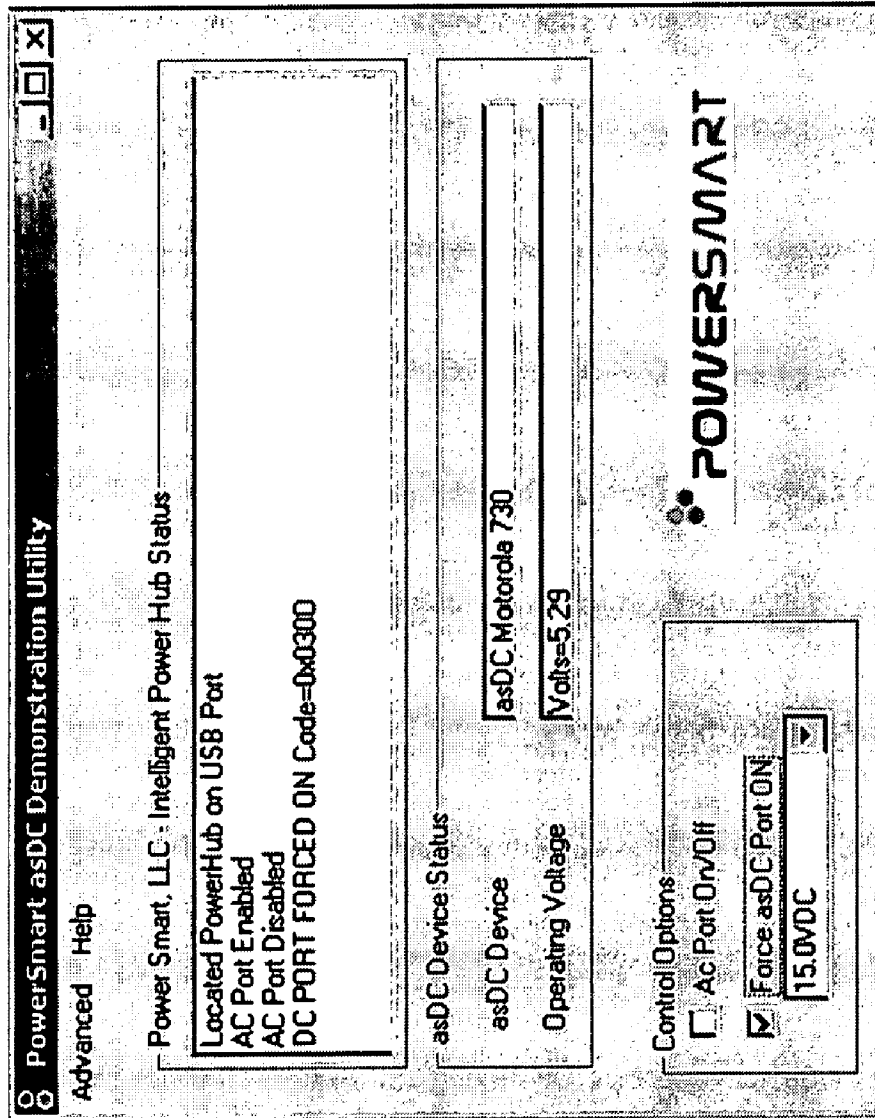 PowerSmart asDC Demonstration Utility
Advanced Help
Power Smart, LLC - Intelligent Power Hub Status
Located PowerHub on USB Port
AC Port Enabled
AC Port Disabled
DC PORT FORCED ON Code=0x0300
asDC Device Status
asDC Device
asDC_Motorola 730
Operating Voltage
Volts=5.29
Control Options
Ac Port On/Off
Force asDC Port ON
15.0VDC
POWERSMART